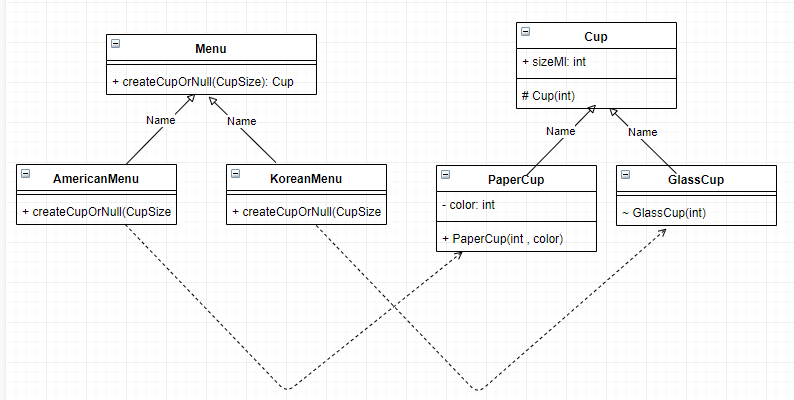 Menu
+ createCupOrNull(CupSize): Cup
Cup
+ sizeMl: int
# Cup(int)
Name
Name
Name
Name
AmericanMenu
+ createCupOrNull(CupSize
KoreanMenu
+ createCupOrNull(CupSize
PaperCup
- color: int
+ PaperCup(int , color)
GlassCup
~ GlassCup(int)